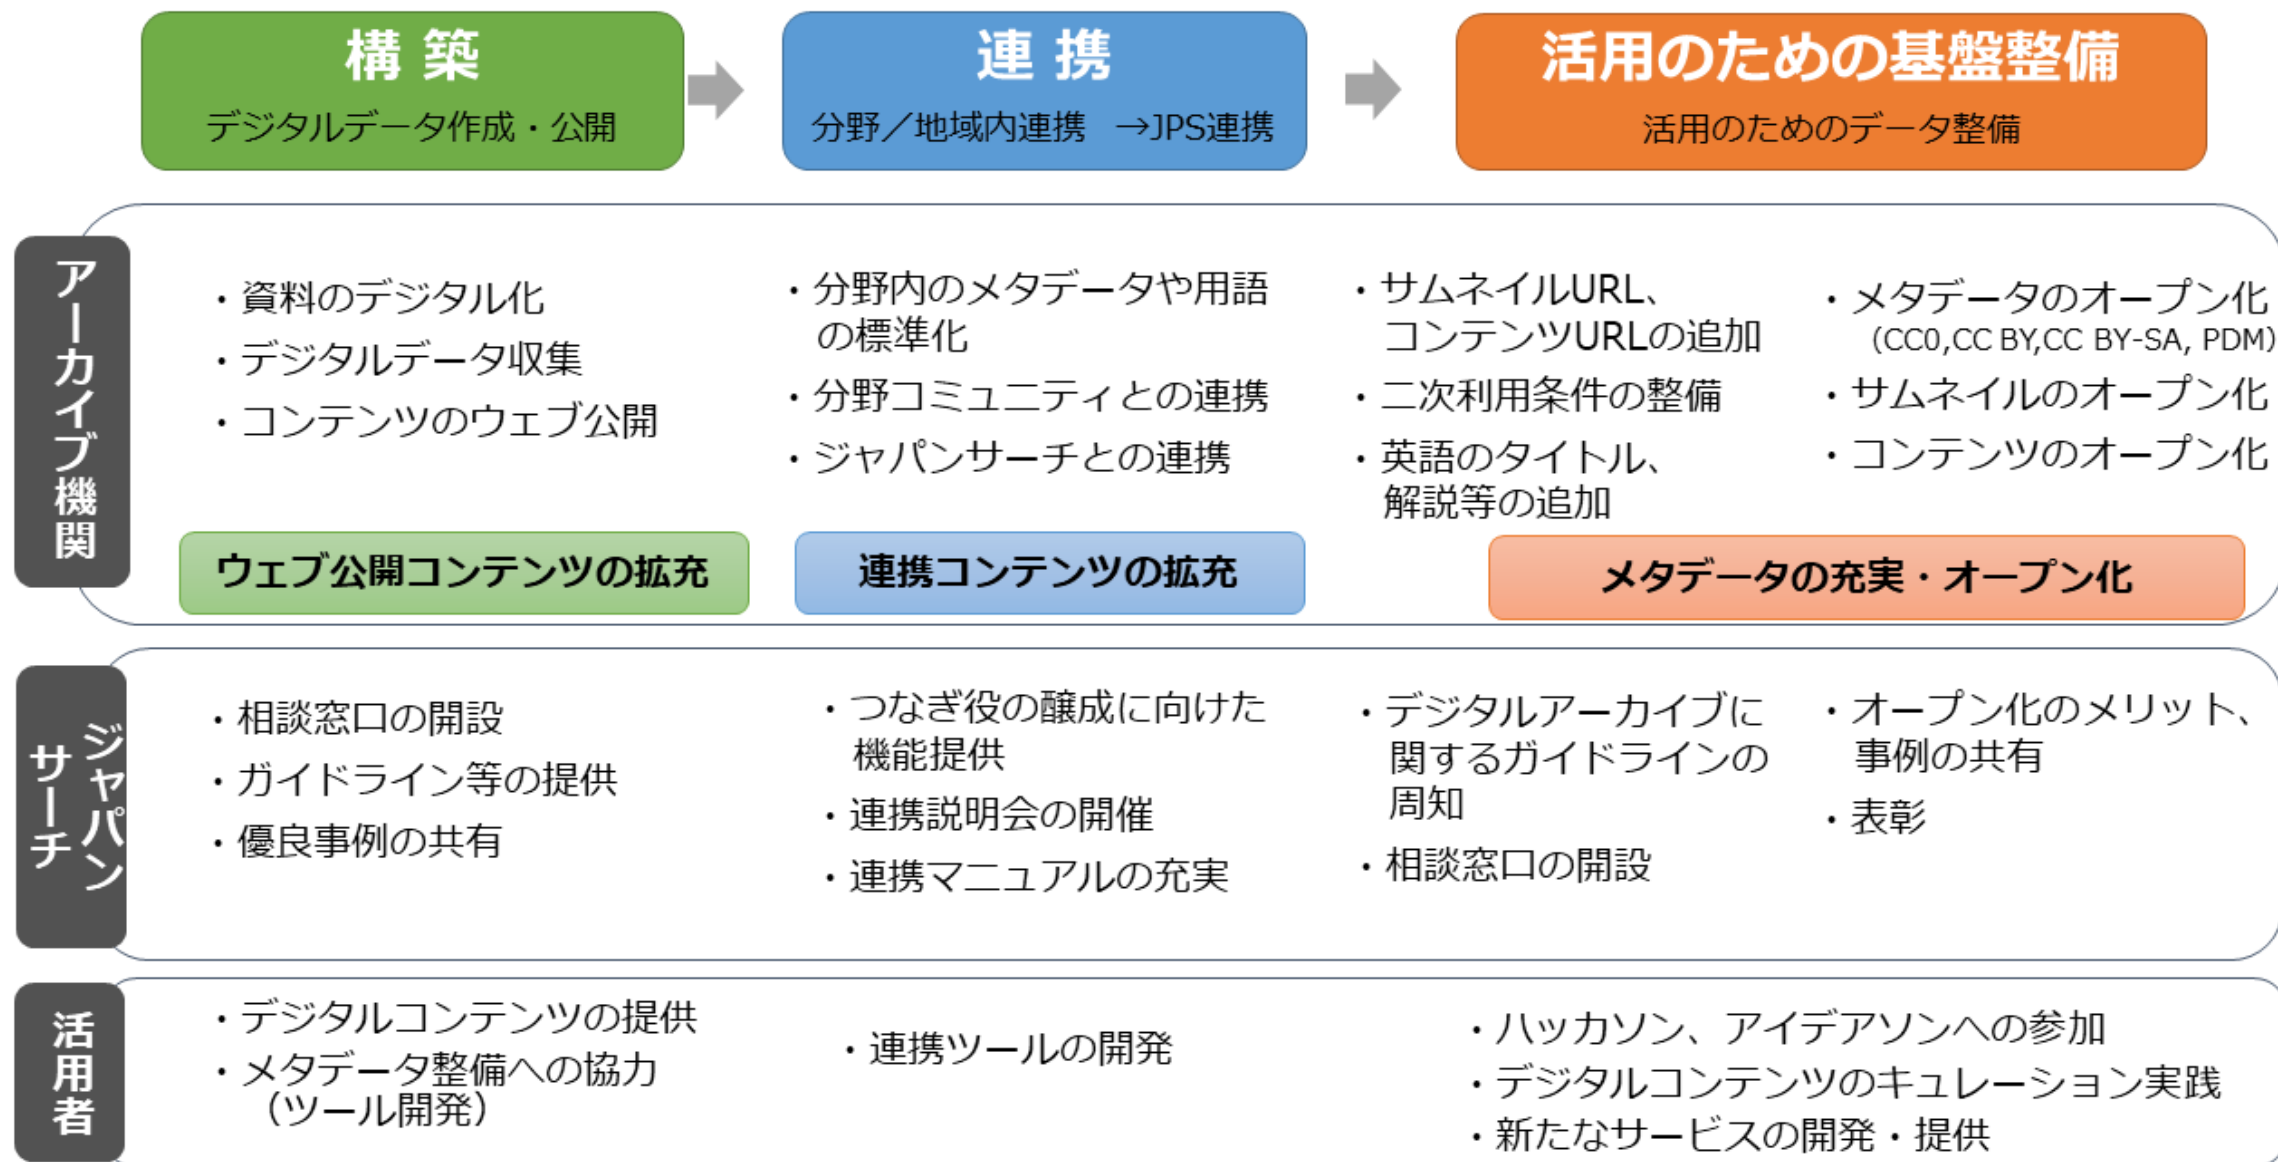 構 築
デジタルデータ作成・公開
連 携
分野／地域内連携　→JPS連携
活用のための基盤整備
活用のためのデータ整備
アーカイブ機関
・資料のデジタル化
・デジタルデータ収集
・コンテンツのウェブ公開
ウェブ公開コンテンツの拡充
・分野内のメタデータや用語
の標準化
・分野コミュニティとの連携
・ジャパンサーチとの連携
連携コンテンツの拡充
・サムネイルURL、
コンテンツURLの追加
・二次利用条件の整備
・英語のタイトル、
解説等の追加
・メタデータのオープン化
（CC0,CC BY,CC BY-SA, PDM）
・サムネイルのオープン化
・コンテンツのオープン化
メタデータの充実・オープン化
ジャパン
サーチ
・相談窓口の開設
・ガイドライン等の提供
・優良事例の共有
・つなぎ役の醸成に向けた
機能提供
・連携説明会の開催
・連携マニュアルの充実
・デジタルアーカイブに
関するガイドラインの
周知
・相談窓口の開設
・オープン化のメリット、
事例の共有
・表彰
活用者
・デジタルコンテンツの提供
・メタデータ整備への協力
（ツール開発）
・連携ツールの開発
・ハッカソン、アイデアソンへの参加
・デジタルコンテンツのキュレーション実践
・新たなサービスの開発・提供